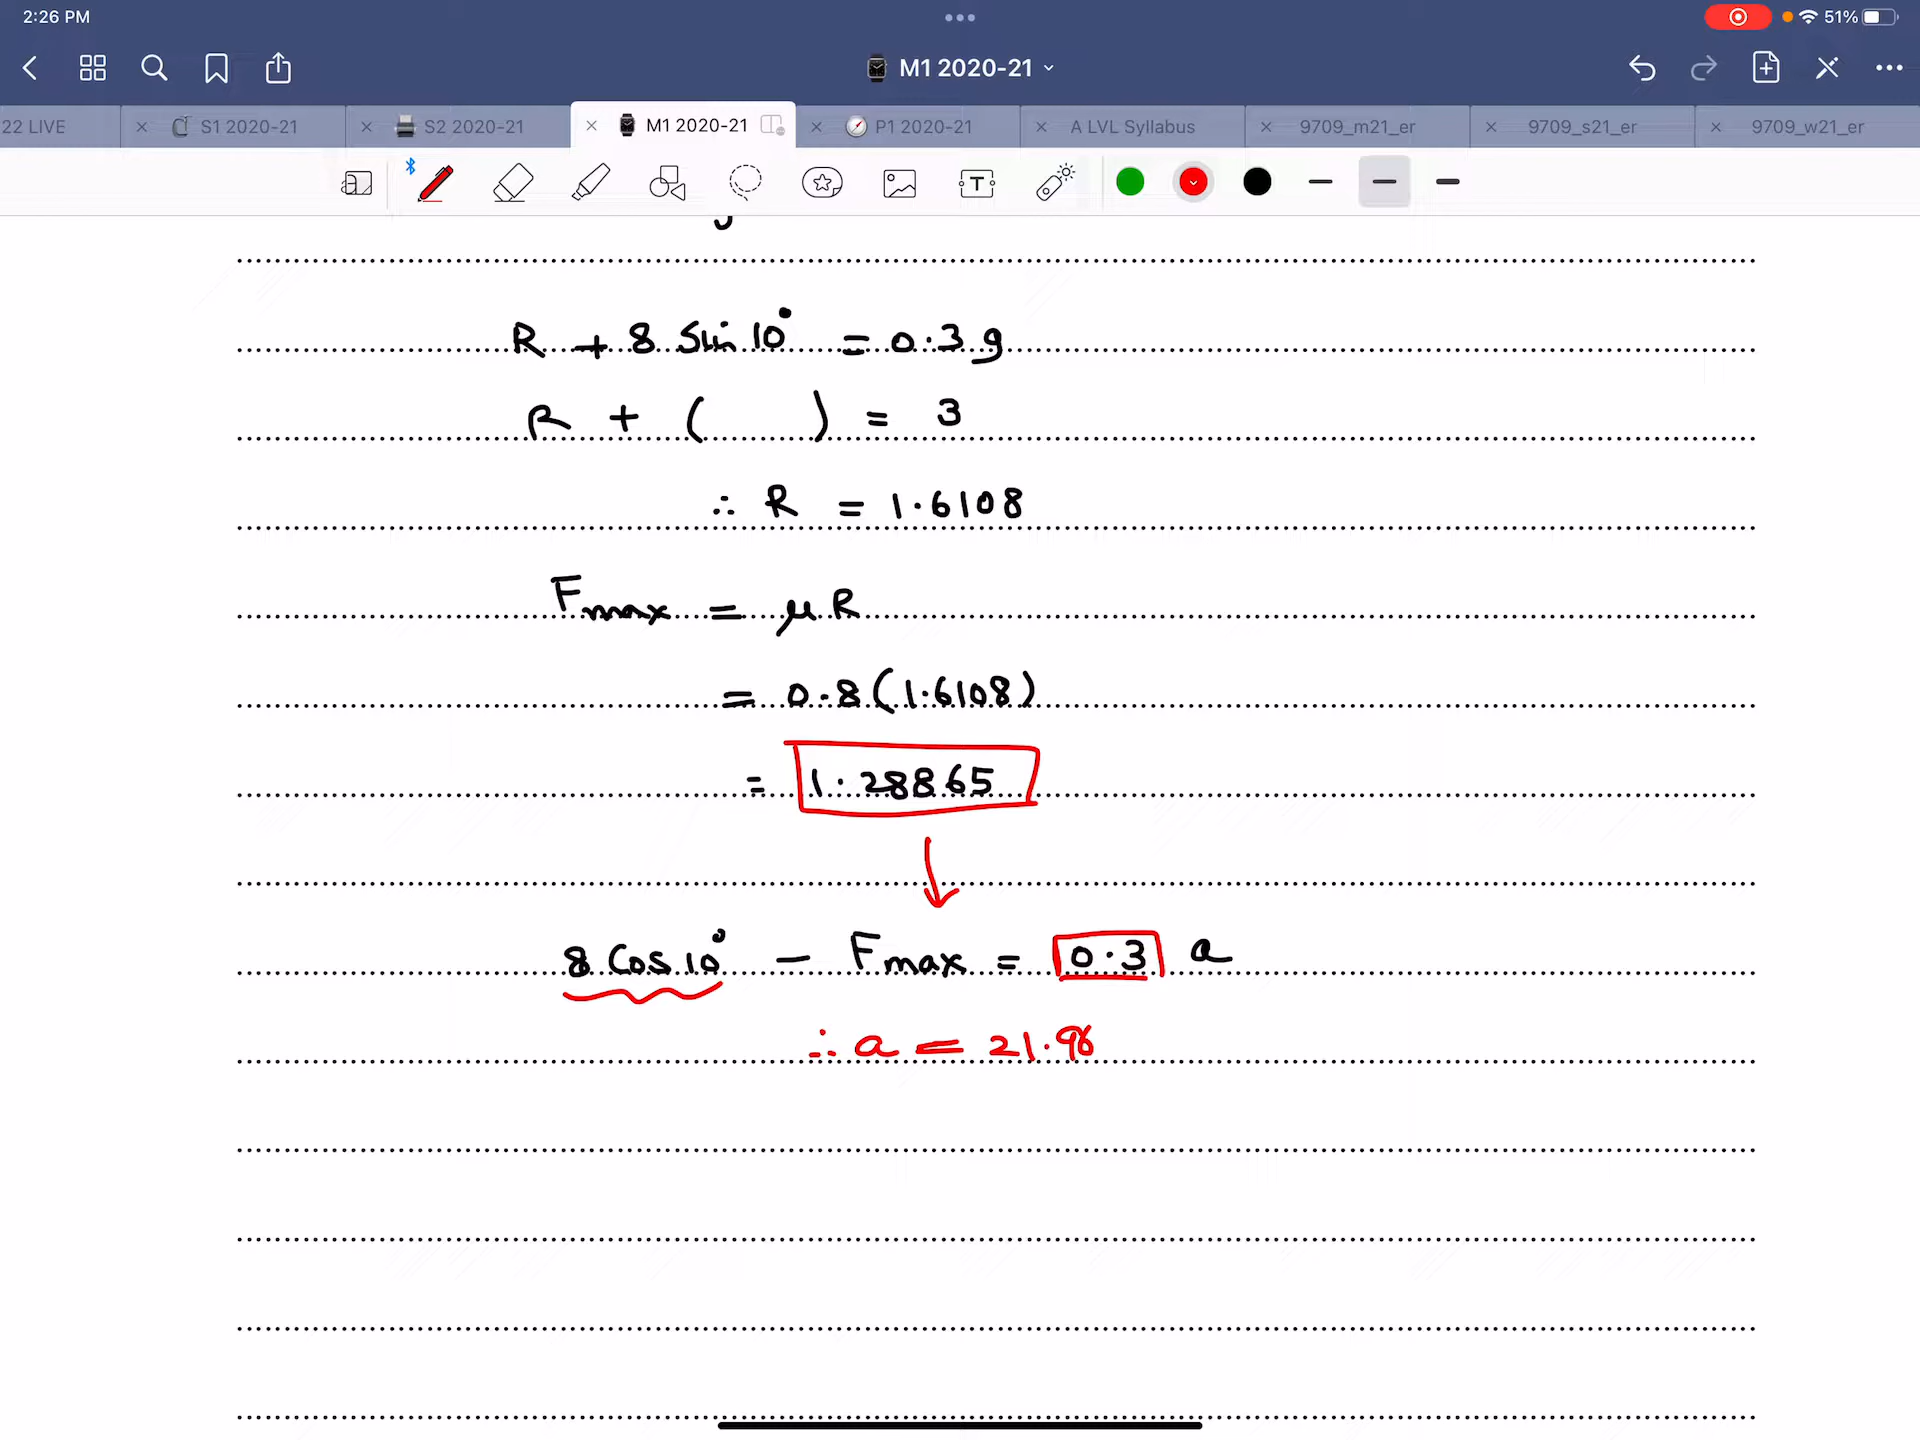 2:26 PM
51%
M1 2020-21
22 LIVE
S1 2020-21
S2 2020-21
M1 2020-21
P1 2020-21
A LVL Syllabus
9709_m21_er
9709_s21_er
9709_w21_er
R + 8 Sin 10° = 0.3 g
R + ( ) = 3
∴ R = 1.6108
Fmax = μR
= 0.8(1.6108)
= 1.28865
8 Cos 10° − Fmax = 0.3 a
∴ a = 21.96